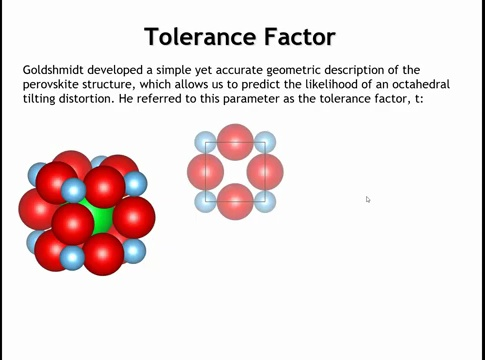 Tolerance Factor
Goldshmidt developed a simple yet accurate geometric description of the
perovskite structure, which allows us to predict the likelihood of an octahedral
tilting distortion. He referred to this parameter as the tolerance factor, t: